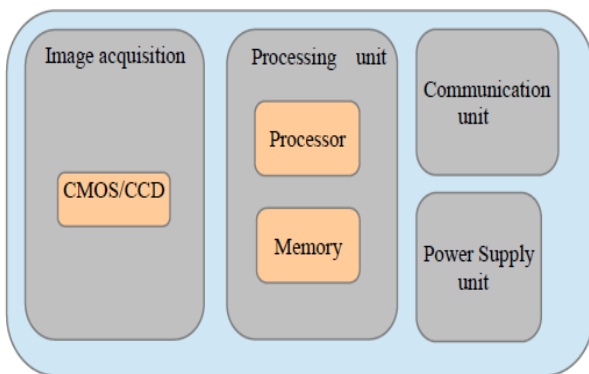 Image acquisition
CMOS/CCD
Processing unit
Processor
Memory
Communication
unit
Power Supply
unit